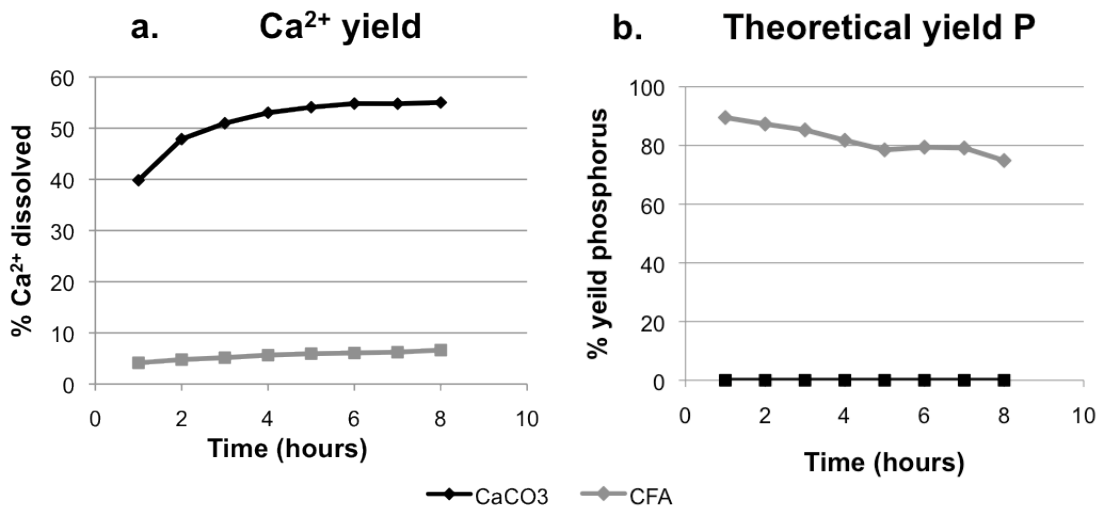 a. Ca²⁺ yield
b. Theoretical yield P
60
50
40
30
20
10
0
0 2 4 6 8 10
% Ca²⁺ dissolved
Time (hours)
100
80
60
40
20
0
0 2 4 6 8 10
% yeild phosphorus
Time (hours)
CaCO3 CFA